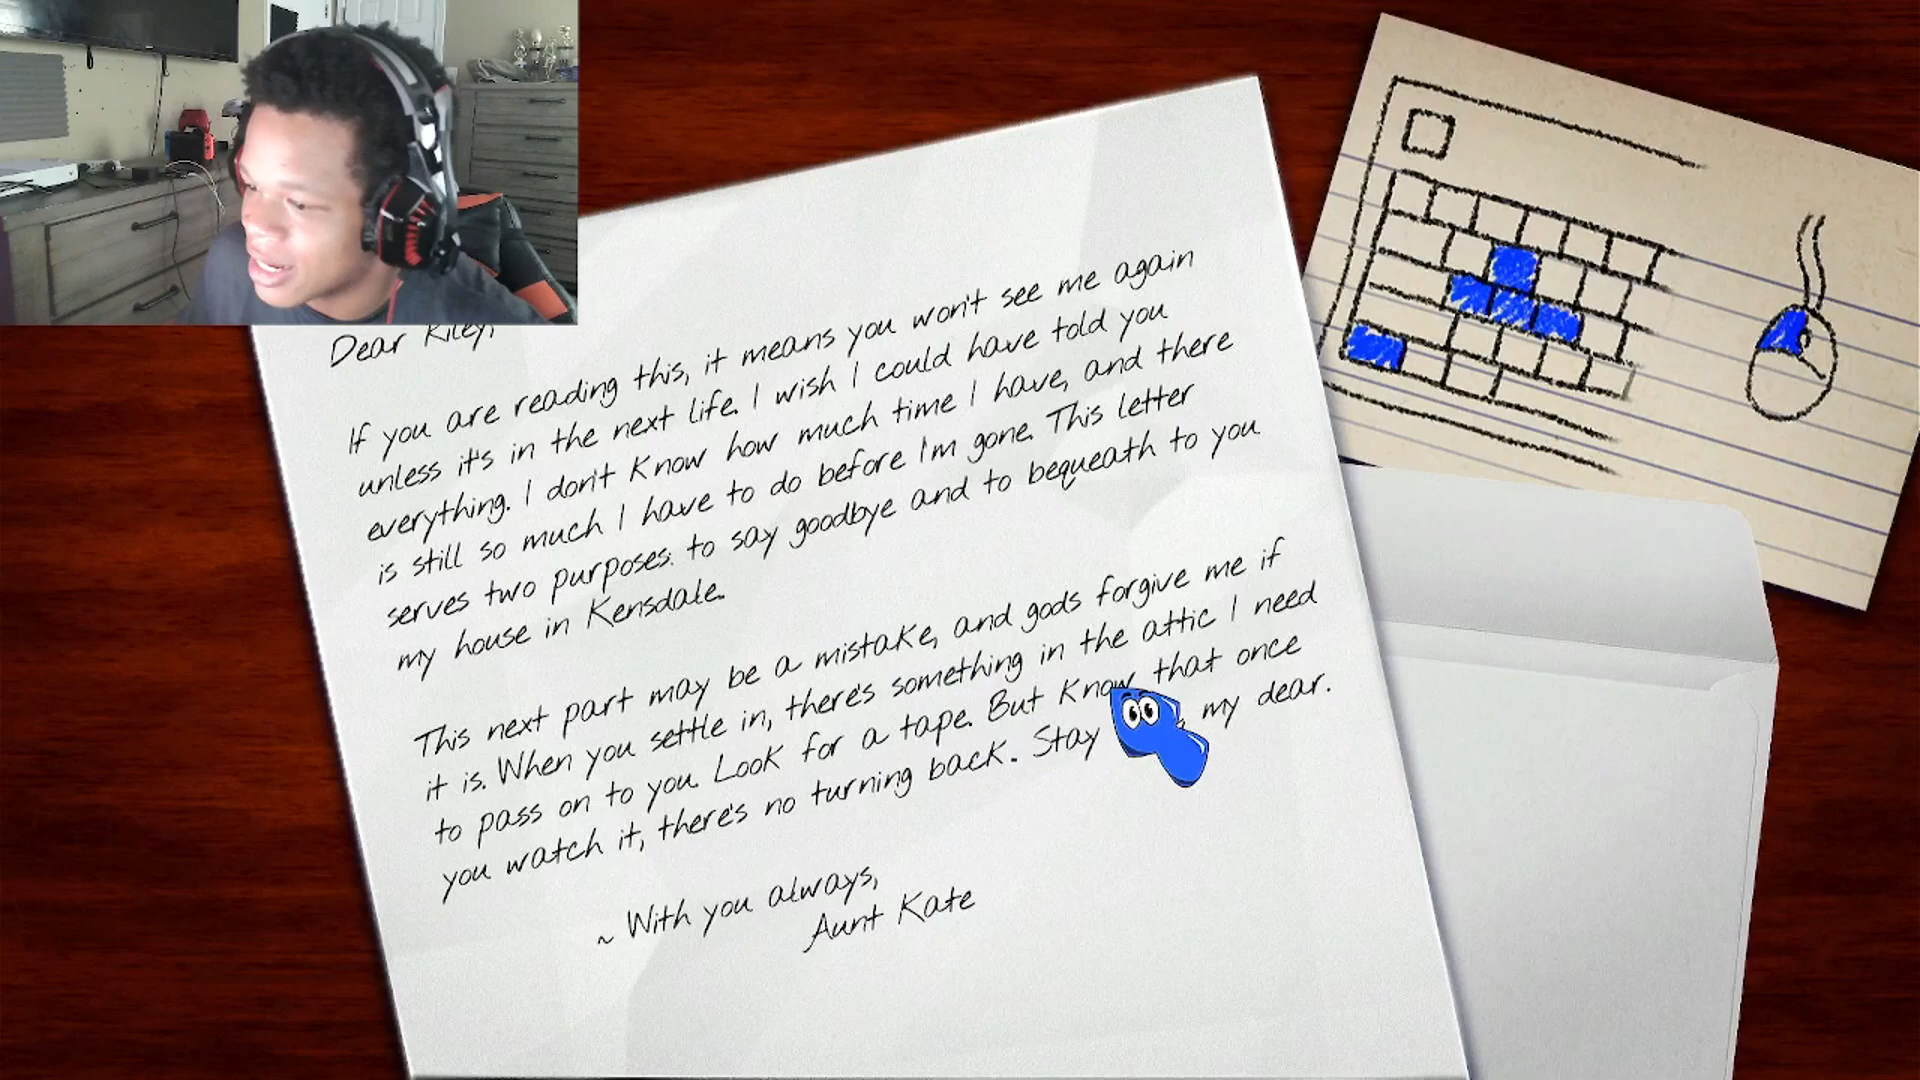 Dear Kiley,
If you are reading this, it means you won't see me again
unless it's in the next life. I wish I could have told you
everything. I don't know how much time I have, and there
is still so much I have to do before I'm gone. This letter
serves two purposes: to say goodbye and to bequeath to you
my house in Kensdale.
This next part may be a mistake, and gods forgive me if
it is. When you settle in, there's something in the attic I need
to pass on to you. Look for a tape. But know that once
you watch it, there's no turning back. Stay , my dear.
~ With you always,
Aunt Kate